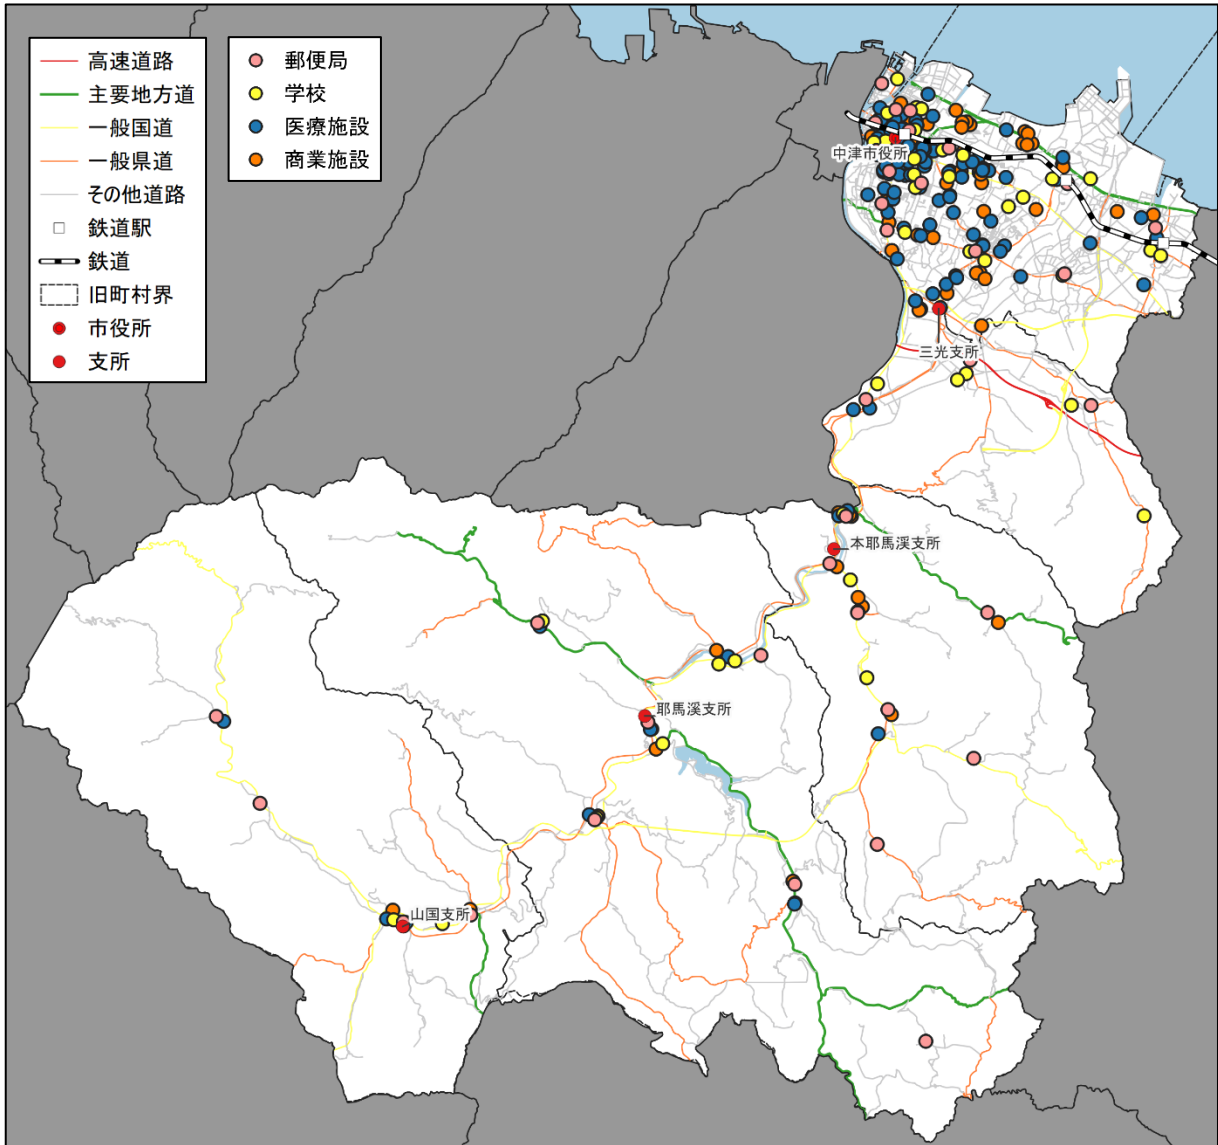 高速道路
主要地方道
一般国道
一般県道
その他道路
鉄道駅
鉄道
旧町村界
市役所
支所
郵便局
学校
医療施設
商業施設
中津市役所
三光支所
本耶馬溪支所
耶馬溪支所
山国支所